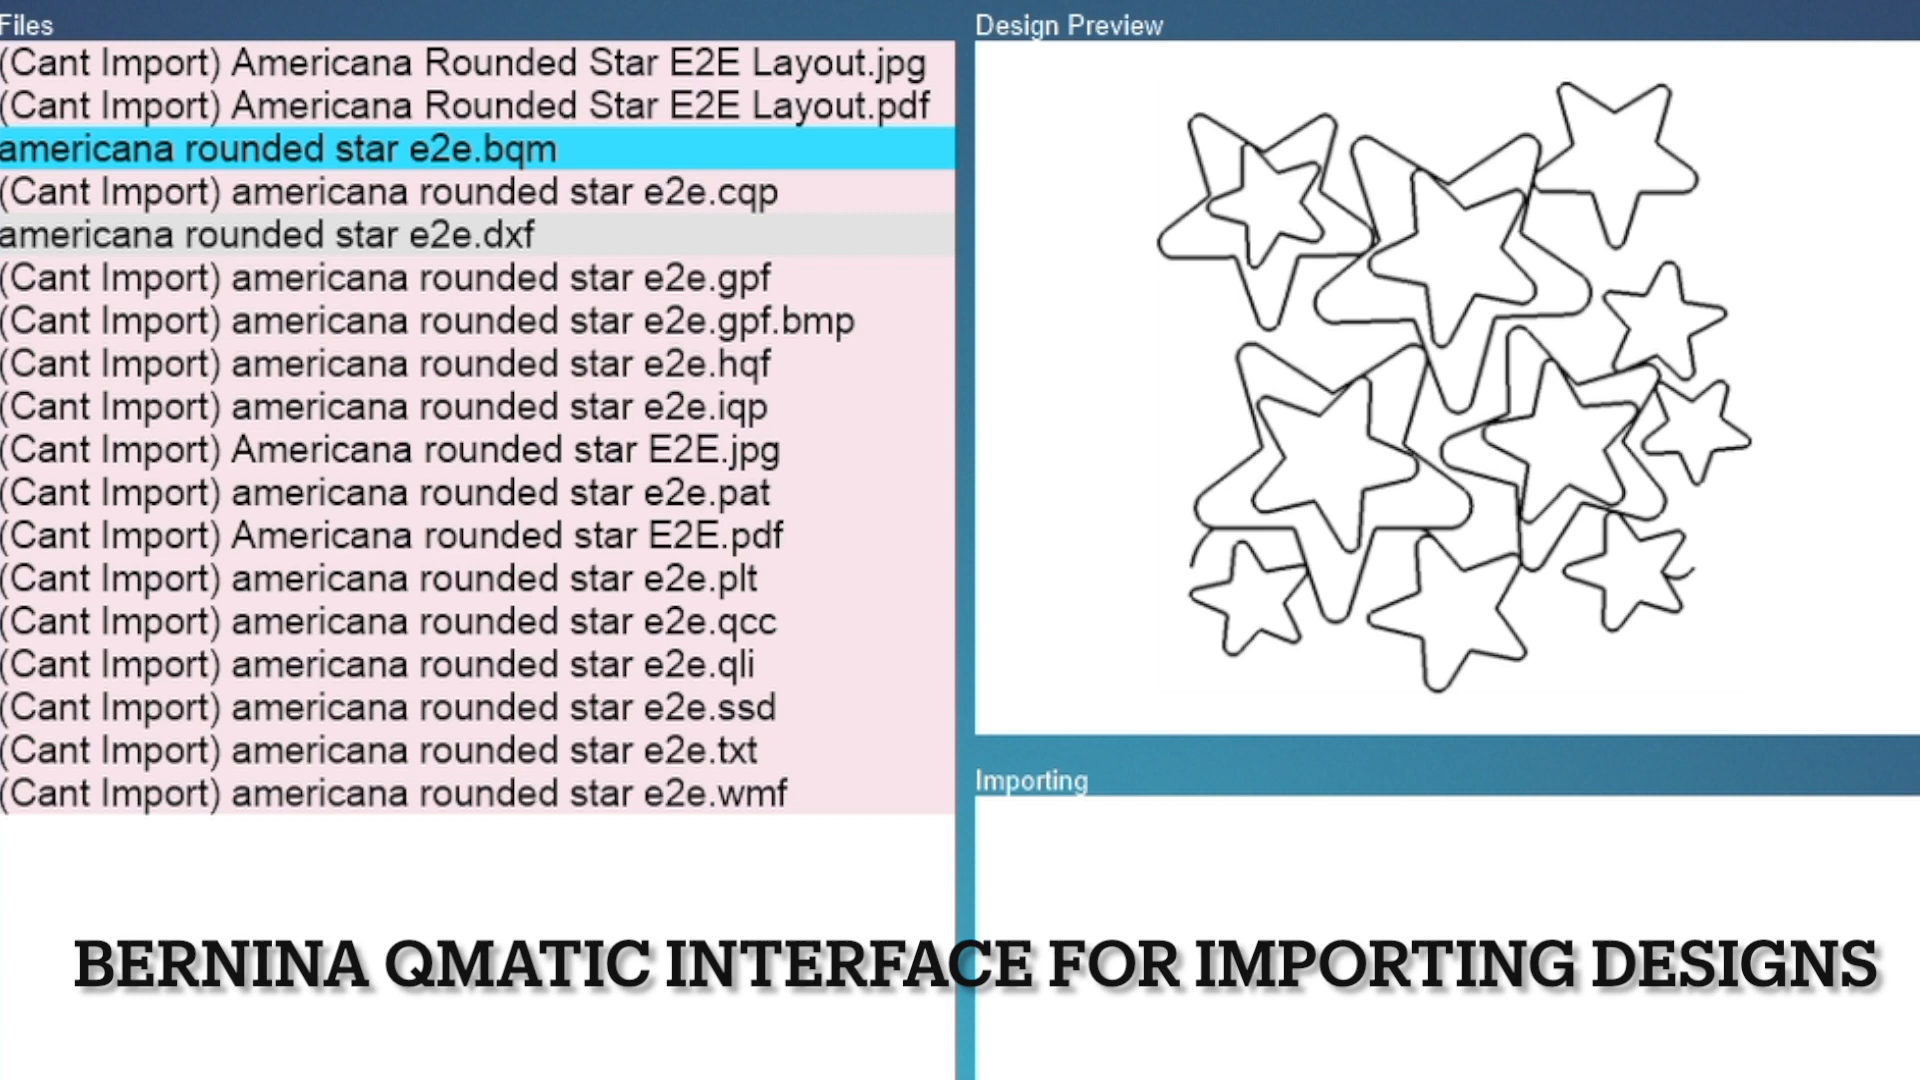 Files
(Cant Import) Americana Rounded Star E2E Layout.jpg
(Cant Import) Americana Rounded Star E2E Layout.pdf
americana rounded star e2e.bqm
(Cant Import) americana rounded star e2e.cqp
americana rounded star e2e.dxf
(Cant Import) americana rounded star e2e.gpf
(Cant Import) americana rounded star e2e.gpf.bmp
(Cant Import) americana rounded star e2e.hqf
(Cant Import) americana rounded star e2e.iqp
(Cant Import) Americana rounded star E2E.jpg
(Cant Import) americana rounded star e2e.pat
(Cant Import) Americana rounded star E2E.pdf
(Cant Import) americana rounded star e2e.plt
(Cant Import) americana rounded star e2e.qcc
(Cant Import) americana rounded star e2e.qli
(Cant Import) americana rounded star e2e.ssd
(Cant Import) americana rounded star e2e.txt
(Cant Import) americana rounded star e2e.wmf
Design Preview
Importing
BERNINA QMATIC INTERFACE FOR IMPORTING DESIGNS